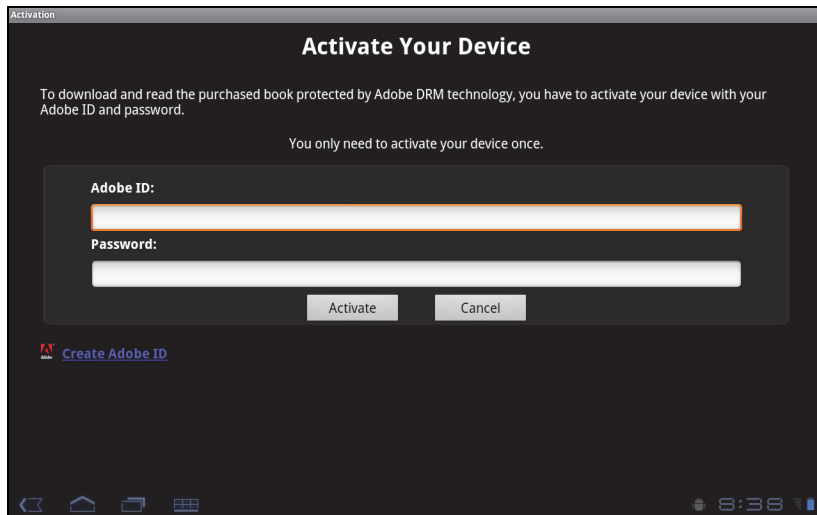 Activation
Activate Your Device
To download and read the purchased book protected by Adobe DRM technology, you have to activate your device with your
Adobe ID and password.
You only need to activate your device once.
Adobe ID:
Password:
Activate Cancel
Adobe Create Adobe ID
8:38